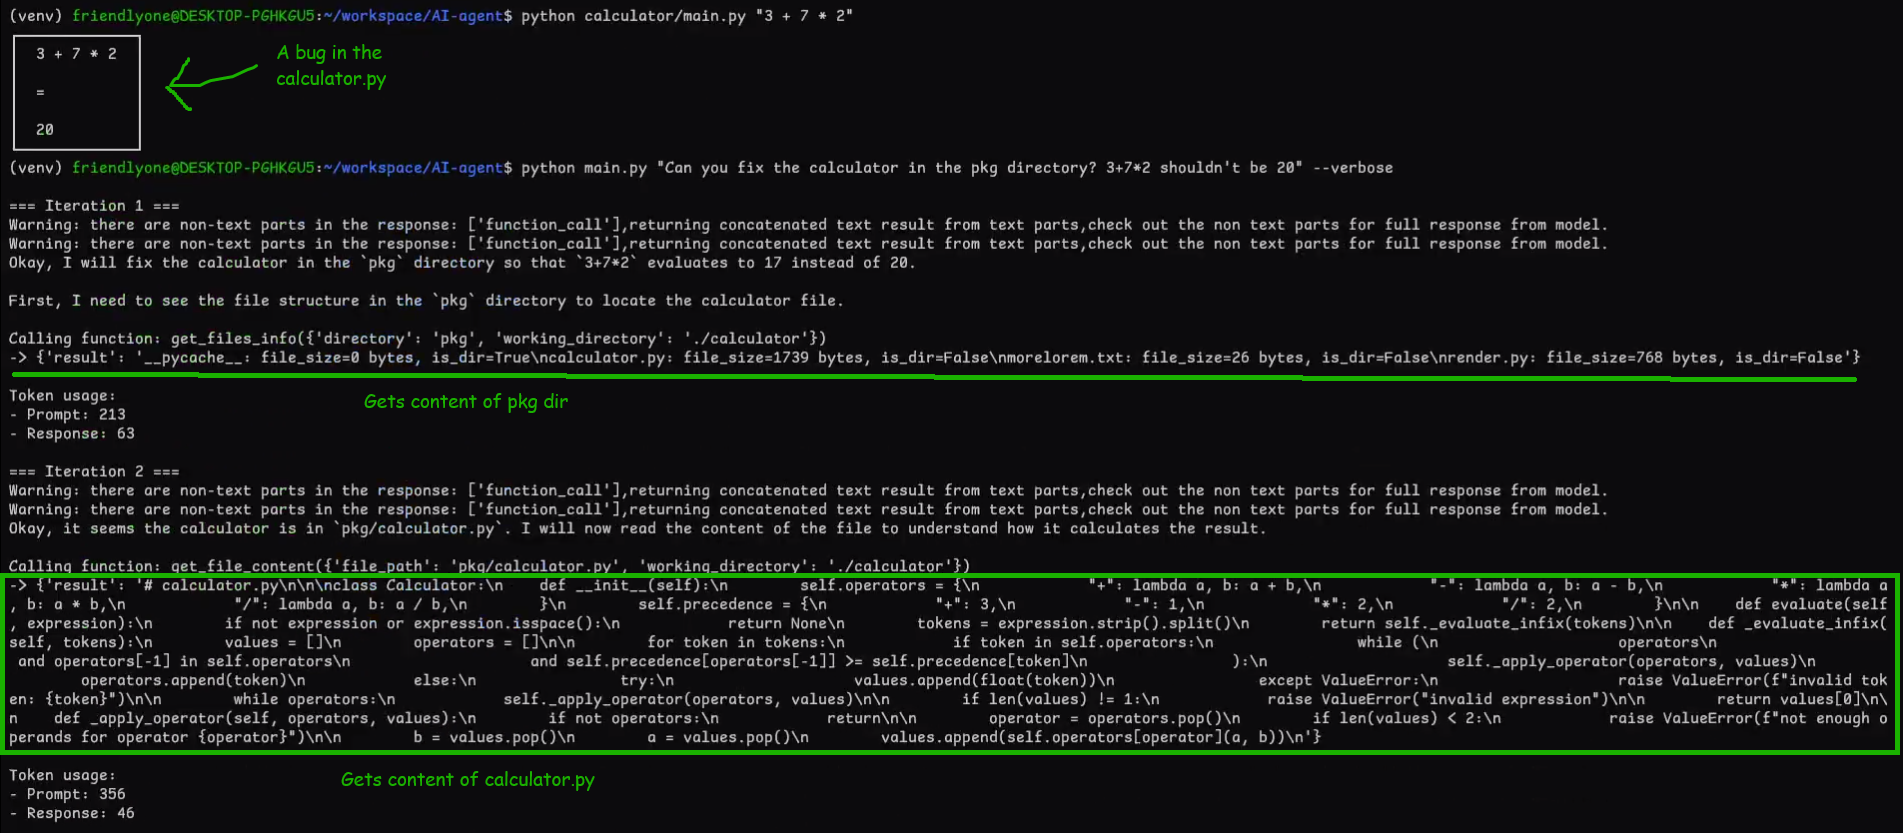 (venv) friendlyone@DESKTOP-PGHKGU5:~/workspace/AI-agent$ python calculator/main.py "3 + 7 * 2"
3 + 7 * 2
=
20
A bug in the
calculator.py
(venv) friendlyone@DESKTOP-PGHKGU5:~/workspace/AI-agent$ python main.py "Can you fix the calculator in the pkg directory? 3+7*2 shouldn't be 20" --verbose
=== Iteration 1 ===
Warning: there are non-text parts in the response: ['function_call'],returning concatenated text result from text parts,check out the non text parts for full response from model.
Warning: there are non-text parts in the response: ['function_call'],returning concatenated text result from text parts,check out the non text parts for full response from model.
Okay, I will fix the calculator in the `pkg` directory so that `3+7*2` evaluates to 17 instead of 20.
First, I need to see the file structure in the `pkg` directory to locate the calculator file.
Calling function: get_files_info({'directory': 'pkg', 'working_directory': './calculator'})
-> {'result': '__pycache__: file_size=0 bytes, is_dir=True\ncalculator.py: file_size=1739 bytes, is_dir=False\nmorelorem.txt: file_size=26 bytes, is_dir=False\nrender.py: file_size=768 bytes, is_dir=False'}
Gets content of pkg dir
Token usage:
- Prompt: 213
- Response: 63
=== Iteration 2 ===
Warning: there are non-text parts in the response: ['function_call'],returning concatenated text result from text parts,check out the non text parts for full response from model.
Warning: there are non-text parts in the response: ['function_call'],returning concatenated text result from text parts,check out the non text parts for full response from model.
Okay, it seems the calculator is in `pkg/calculator.py`. I will now read the content of the file to understand how it calculates the result.
Calling function: get_file_content({'file_path': 'pkg/calculator.py', 'working_directory': './calculator'})
-> {'result': '# calculator.py\n\n\nclass Calculator:\n    def __init__(self):\n        self.operators = {\n            "+": lambda a, b: a + b,\n            "-": lambda a, b: a - b,\n            "*": lambda a
, b: a * b,\n            "/": lambda a, b: a / b,\n        }\n        self.precedence = {\n            "+": 3,\n            "-": 1,\n            "*": 2,\n            "/": 2,\n        }\n\n    def evaluate(self
, expression):\n        if not expression or expression.isspace():\n            return None\n        tokens = expression.strip().split()\n        return self._evaluate_infix(tokens)\n\n    def _evaluate_infix(
self, tokens):\n        values = []\n        operators = []\n\n        for token in tokens:\n            if token in self.operators:\n                while (\n                    operators\n
and operators[-1] in self.operators\n                    and self.precedence[operators[-1]] >= self.precedence[token]\n                ):\n                    self._apply_operator(operators, values)\n
operators.append(token)\n            else:\n                try:\n                    values.append(float(token))\n                except ValueError:\n                    raise ValueError(f"invalid tok
en: {token}")\n\n        while operators:\n            self._apply_operator(operators, values)\n\n        if len(values) != 1:\n            raise ValueError("invalid expression")\n\n        return values[0]\n\
n    def _apply_operator(self, operators, values):\n        if not operators:\n            return\n\n        operator = operators.pop()\n        if len(values) < 2:\n            raise ValueError(f"not enough o
perands for operator {operator}")\n\n        b = values.pop()\n        a = values.pop()\n        values.append(self.operators[operator](a, b))\n'}
Gets content of calculator.py
Token usage:
- Prompt: 356
- Response: 46